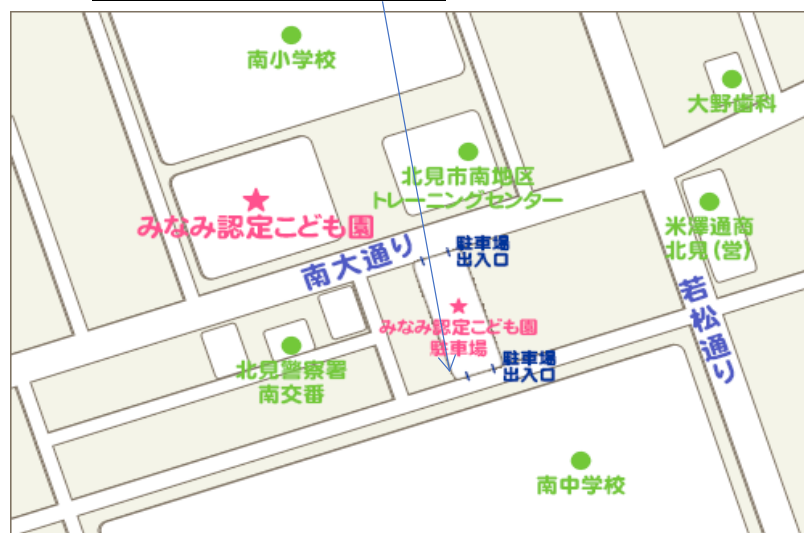 南小学校
大野歯科
北見市南地区
トレーニングセンター
みなみ認定こども園
米澤通商
北見(営)
南大通り
駐車場
出入口
若松通り
みなみ認定こども園
駐車場
駐車場
出入口
北見警察署
南交番
南中学校